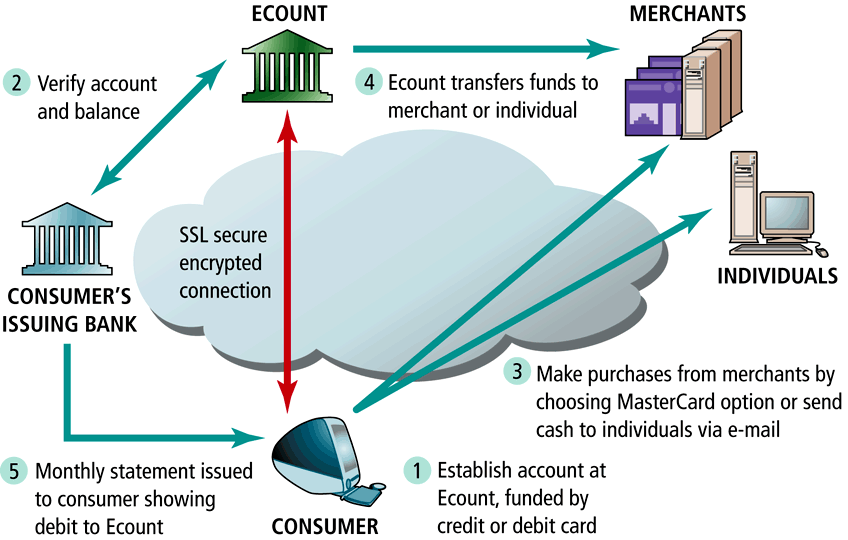 ECOUNT
MERCHANTS
2 Verify account
and balance
4 Ecount transfers funds to
merchant or individual
SSL secure
encrypted
connection
INDIVIDUALS
CONSUMER'S
ISSUING BANK
3 Make purchases from merchants by
choosing MasterCard option or send
cash to individuals via e-mail
5 Monthly statement issued
to consumer showing
debit to Ecount
CONSUMER
1 Establish account at
Ecount, funded by
credit or debit card